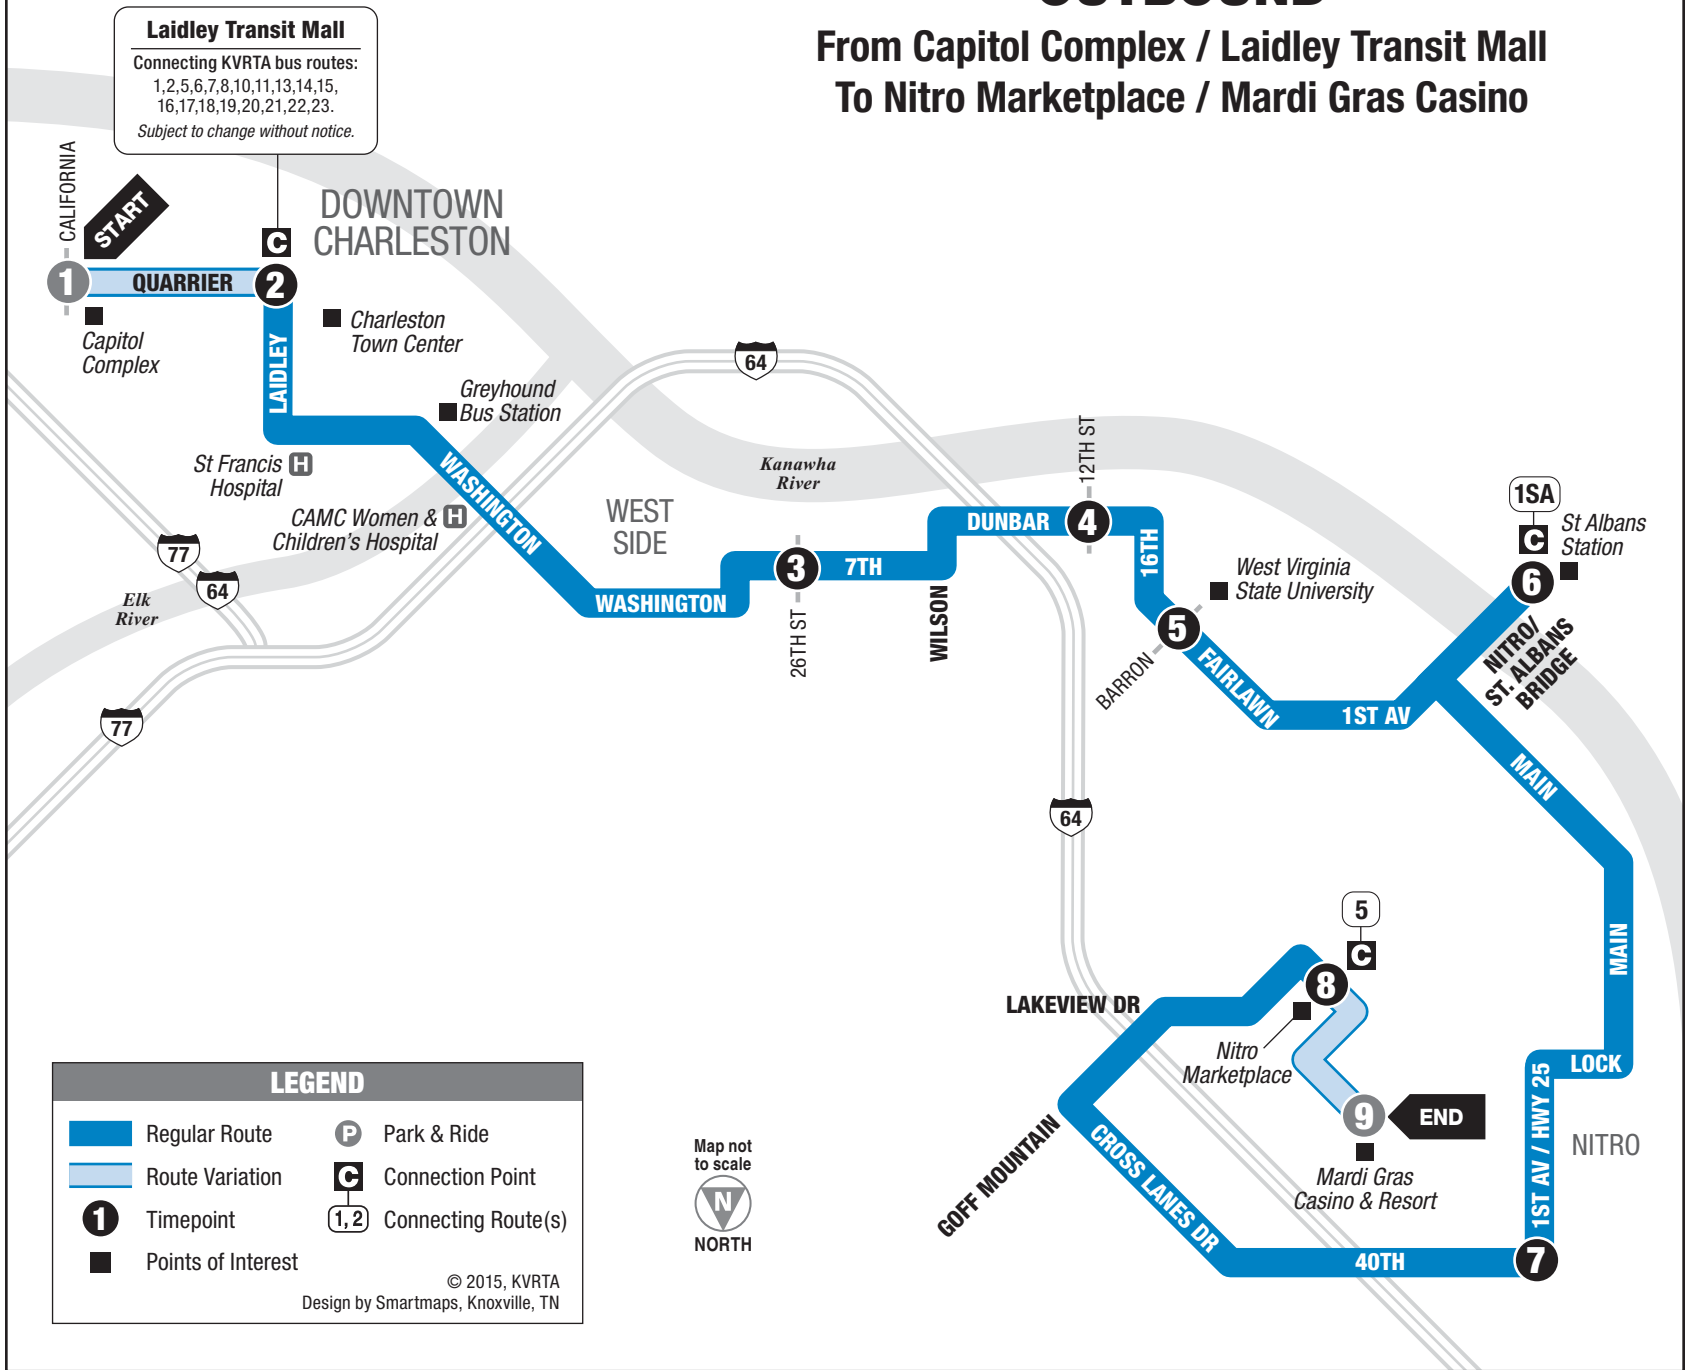 OUTBOUND
From Capitol Complex / Laidley Transit Mall
To Nitro Marketplace / Mardi Gras Casino
Laidley Transit Mall
Connecting KVRTA bus routes:
1,2,5,6,7,8,10,11,13,14,15,
16,17,18,19,20,21,22,23.
Subject to change without notice.
CALIFORNIA
START
C
DOWNTOWN
CHARLESTON
1
QUARRIER
2
Capitol
Complex
LAIDLEY
Charleston
Town Center
Greyhound
Bus Station
64
St Francis H
Hospital
CAMC Women & H
Children's Hospital
WASHINGTON
WEST
SIDE
Kanawha
River
77
64
Elk
River
77
WASHINGTON
3
26TH ST
7TH
WILSON
DUNBAR
12TH ST
4
16TH
West Virginia
State University
5
BARRON
FAIRLAWN
1ST AV
1SA
C
St Albans
Station
6
NITRO/
ST. ALBANS
BRIDGE
MAIN
64
MAIN
5
C
8
LAKEVIEW DR
Nitro
Marketplace
LOCK
1ST AV / HWY 25
NITRO
9
END
Mardi Gras
Casino & Resort
GOFF MOUNTAIN
CROSS LANES DR
40TH
7
LEGEND
Regular Route
P Park & Ride
Route Variation
C Connection Point
1 Timepoint
1, 2 Connecting Route(s)
Points of Interest
© 2015, KVRTA
Design by Smartmaps, Knoxville, TN
Map not
to scale
N
NORTH